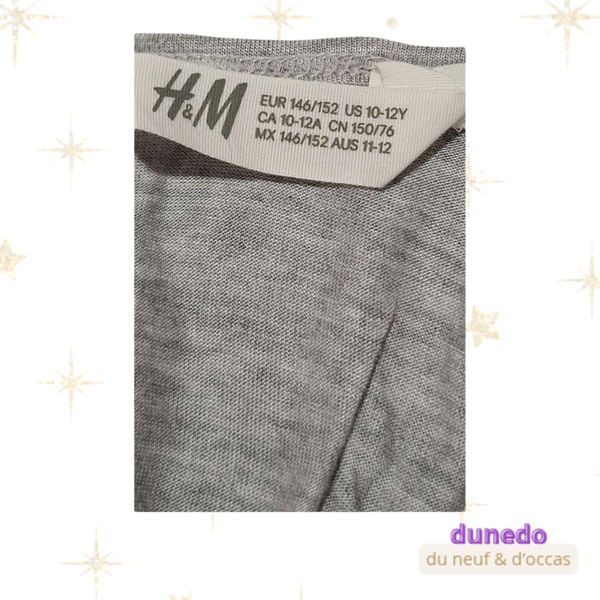 H&M
EUR 146/152 US 10-12Y
CA 10-12A CN 150/76
MX 146/152 AUS 11-12
dunedo
du neuf & d'occas